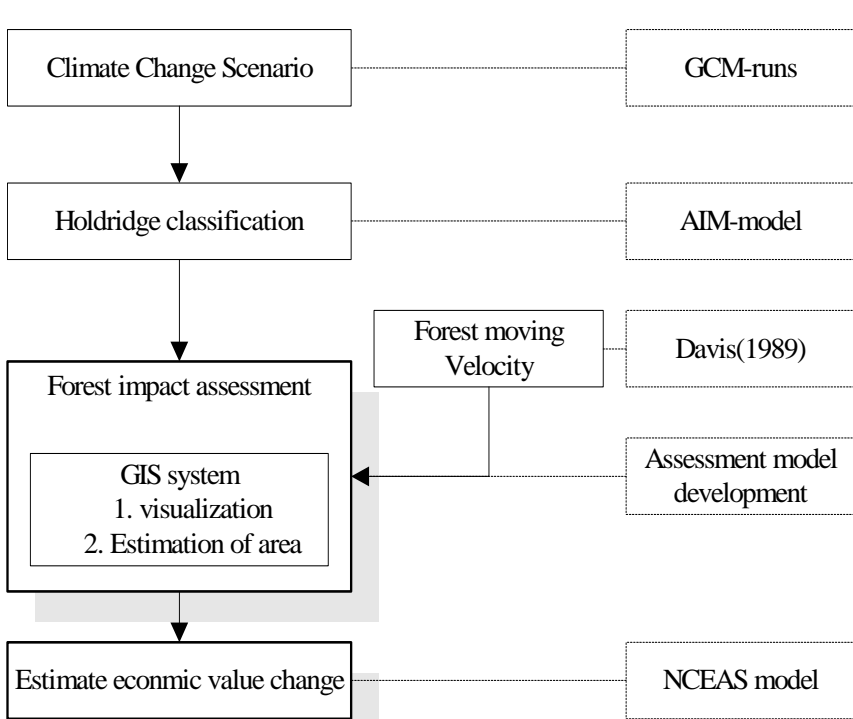 Climate Change Scenario
GCM-runs
Holdridge classification
AIM-model
Forest moving
Velocity
Davis(1989)
Forest impact assessment
GIS system
1. visualization
2. Estimation of area
Assessment model
development
Estimate econmic value change
NCEAS model